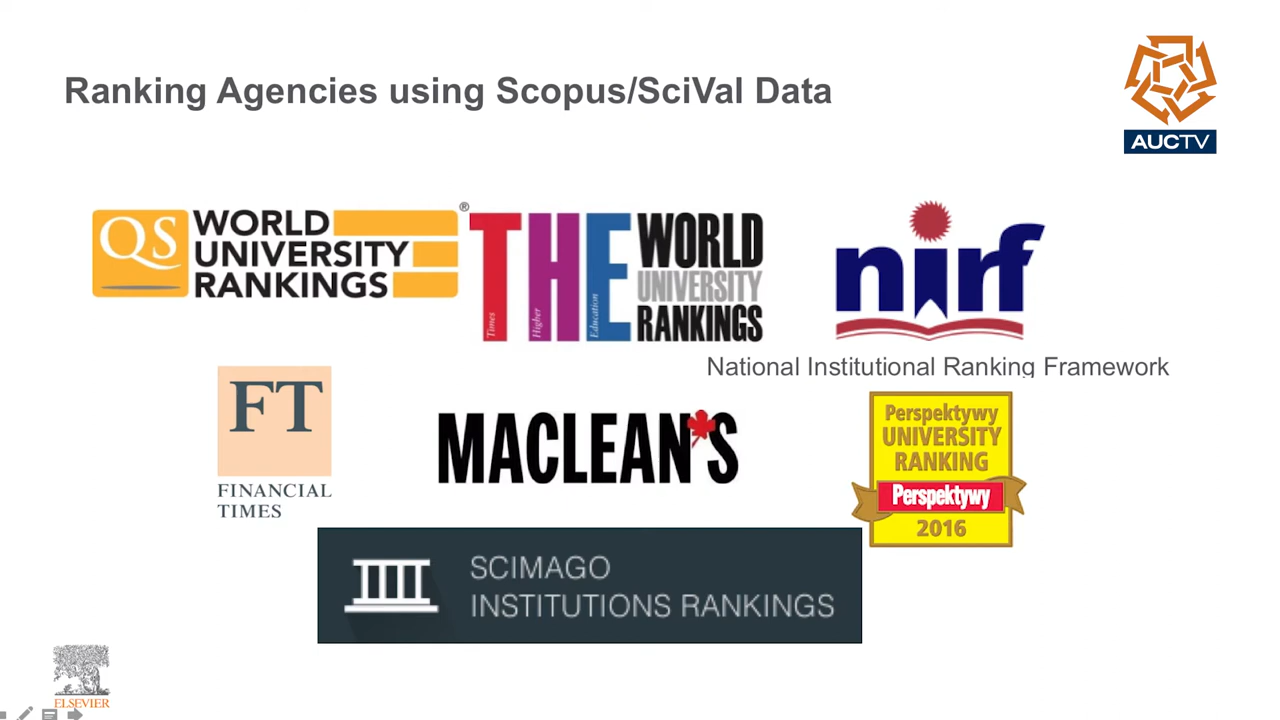 Ranking Agencies using Scopus/SciVal Data
AUCTV
QS
WORLD
UNIVERSITY
RANKINGS
®
THE
Times Higher Education
WORLD
UNIVERSITY
RANKINGS
nirf
National Institutional Ranking Framework
FT
FINANCIAL
TIMES
MACLEAN'S
Perspektywy
UNIVERSITY
RANKING
Perspektywy
2016
SCIMAGO
INSTITUTIONS RANKINGS
ELSEVIER